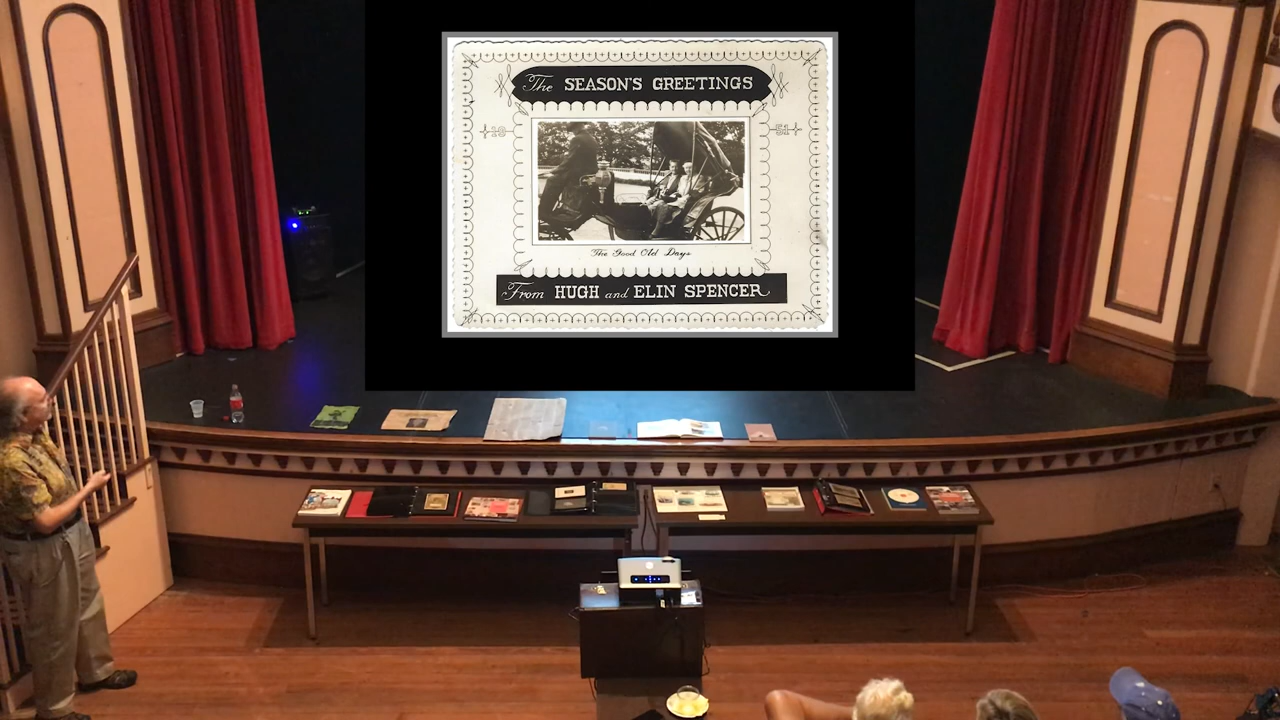 The SEASON'S GREETINGS
19 51
The Good Old Days
From HUGH and ELIN SPENCER